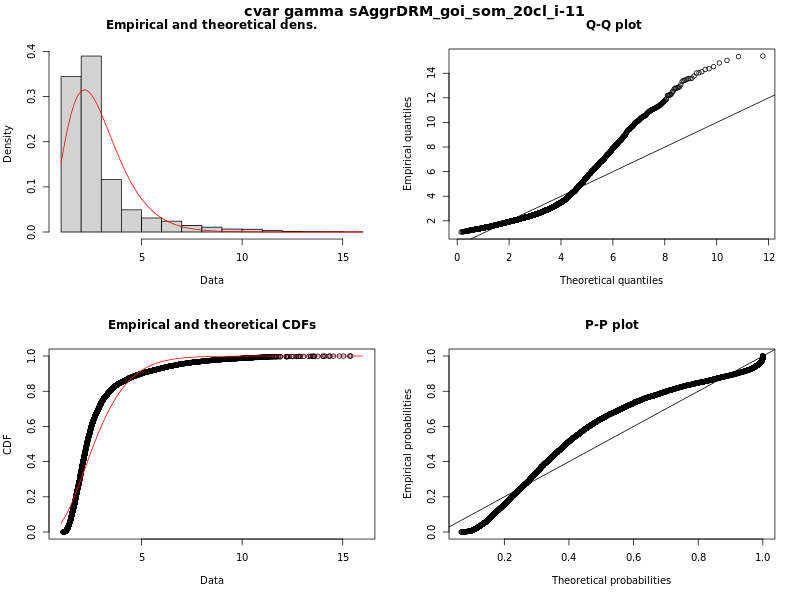 cvar gamma sAggrDRM_goi_som_20cl_i-11
Empirical and theoretical dens.
Density
0.0 0.1 0.2 0.3 0.4
5 10 15
Data
Q-Q plot
Empirical quantiles
2 4 6 8 10 12 14
0 2 4 6 8 10 12
Theoretical quantiles
Empirical and theoretical CDFs
CDF
0.0 0.2 0.4 0.6 0.8 1.0
5 10 15
Data
P-P plot
Empirical probabilities
0.0 0.2 0.4 0.6 0.8 1.0
0.2 0.4 0.6 0.8 1.0
Theoretical probabilities